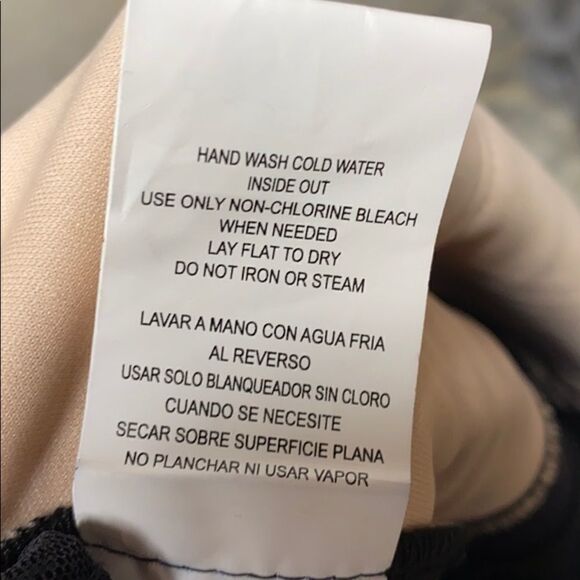 HAND WASH COLD WATER
INSIDE OUT
USE ONLY NON-CHLORINE BLEACH
WHEN NEEDED
LAY FLAT TO DRY
DO NOT IRON OR STEAM
LAVAR A MANO CON AGUA FRIA
AL REVERSO
USAR SOLO BLANQUEADOR SIN CLORO
CUANDO SE NECESITE
SECAR SOBRE SUPERFICIE PLANA
NO PLANCHAR NI USAR VAPOR